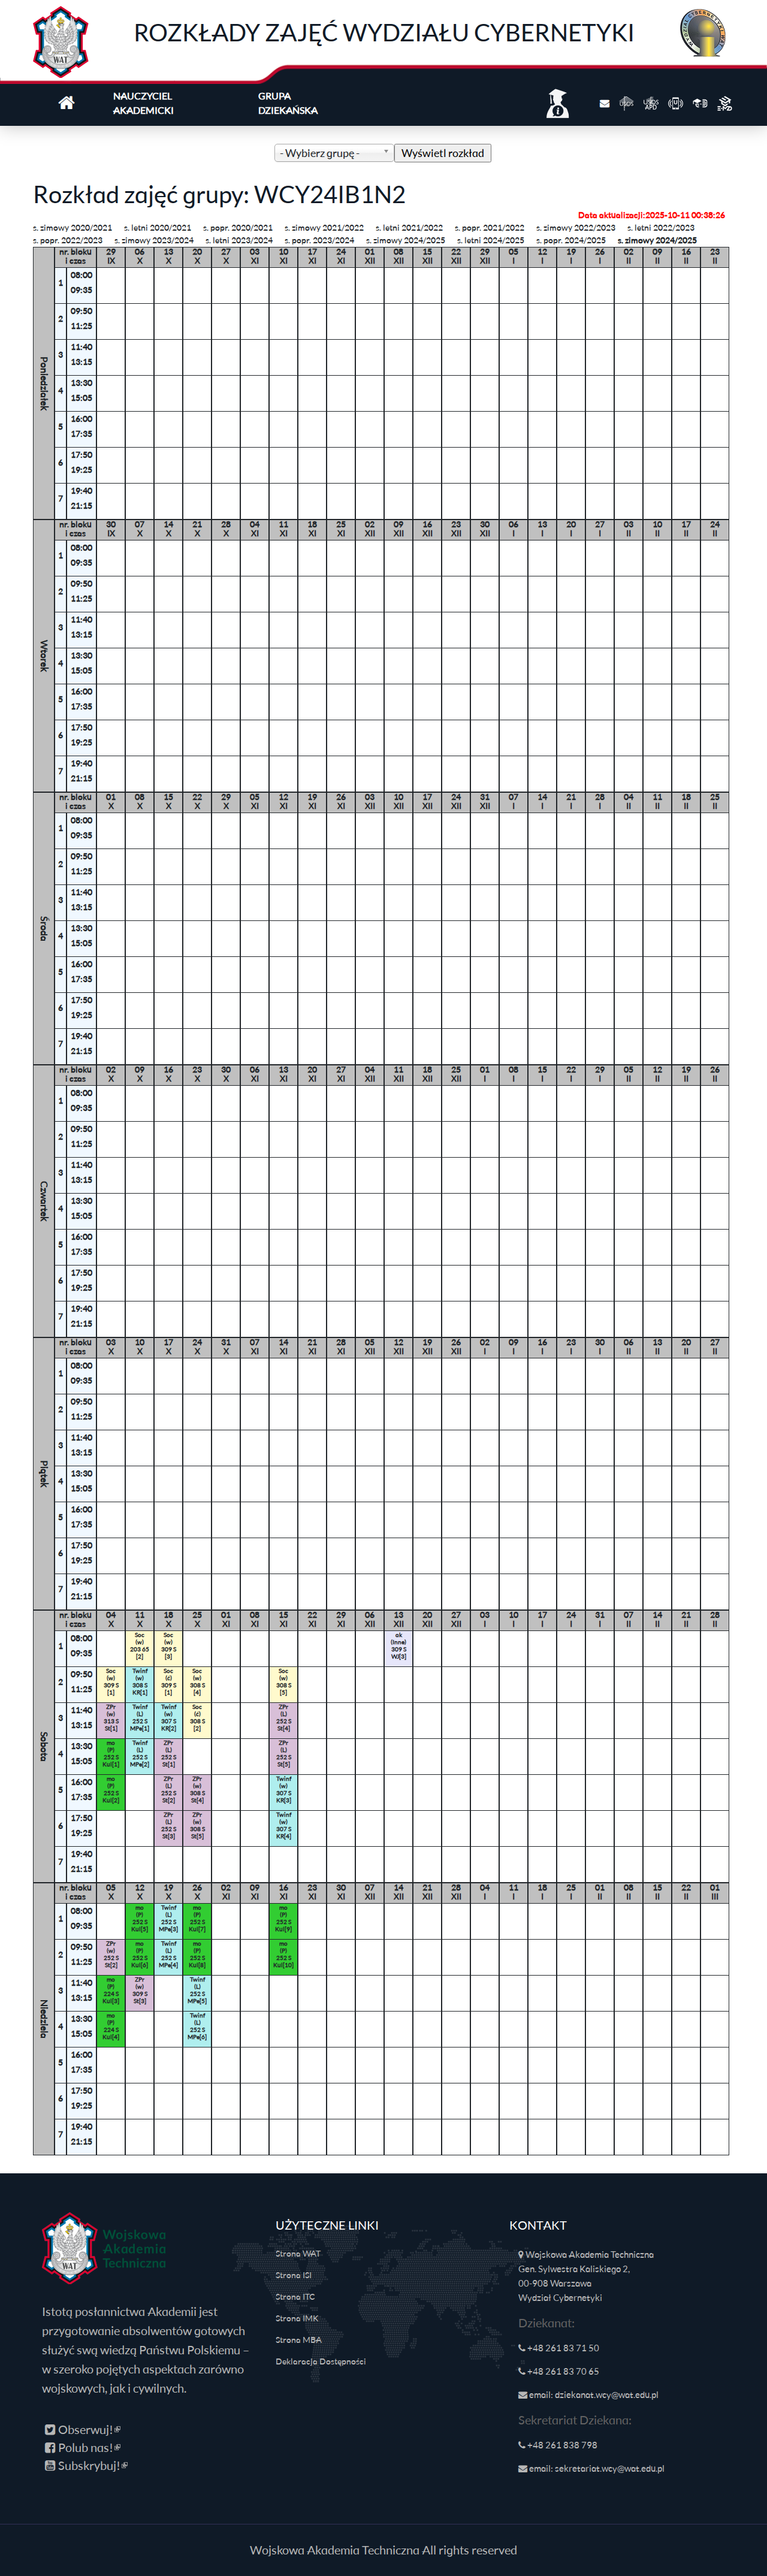 ROZKŁADY ZAJĘĆ WYDZIAŁU CYBERNETYKI
WAT
NAUCZYCIEL
AKADEMICKI
GRUPA
DZIEKAŃSKA
- Wybierz grupę -
Wyświetl rozkład
Rozkład zajęć grupy: WCY24IB1N2
Data aktualizacji:2025-10-11 00:38:26
s. zimowy 2020/2021 s. letni 2020/2021 s. popr. 2020/2021 s. zimowy 2021/2022 s. letni 2021/2022 s. popr. 2021/2022 s. zimowy 2022/2023 s. letni 2022/2023
s. popr. 2022/2023 s. zimowy 2023/2024 s. letni 2023/2024 s. popr. 2023/2024 s. zimowy 2024/2025 s. letni 2024/2025 s. popr. 2024/2025 s. zimowy 2024/2025
Poniedziałek
nr. bloku 29 06 13 20 27 03 10 17 24 01 08 15 22 29 05 12 19 26 02 09 16 23
i czas IX X X X X XI XI XI XI XII XII XII XII XII I I I I II II II II
1 08:00 09:35
2 09:50 11:25
3 11:40 13:15
4 13:30 15:05
5 16:00 17:35
6 17:50 19:25
7 19:40 21:15
Wtorek
nr. bloku 30 07 14 21 28 04 11 18 25 02 09 16 23 30 06 13 20 27 03 10 17 24
i czas IX X X X X XI XI XI XI XII XII XII XII XII I I I I II II II II
1 08:00 09:35
2 09:50 11:25
3 11:40 13:15
4 13:30 15:05
5 16:00 17:35
6 17:50 19:25
7 19:40 21:15
Środa
nr. bloku 01 08 15 22 29 05 12 19 26 03 10 17 24 31 07 14 21 28 04 11 18 25
i czas X X X X X XI XI XI XI XII XII XII XII XII I I I I II II II II
1 08:00 09:35
2 09:50 11:25
3 11:40 13:15
4 13:30 15:05
5 16:00 17:35
6 17:50 19:25
7 19:40 21:15
Czwartek
nr. bloku 02 09 16 23 30 06 13 20 27 04 11 18 25 01 08 15 22 29 05 12 19 26
i czas X X X X X XI XI XI XI XII XII XII XII I I I I I II II II II
1 08:00 09:35
2 09:50 11:25
3 11:40 13:15
4 13:30 15:05
5 16:00 17:35
6 17:50 19:25
7 19:40 21:15
Piątek
nr. bloku 03 10 17 24 31 07 14 21 28 05 12 19 26 02 09 16 23 30 06 13 20 27
i czas X X X X X XI XI XI XI XII XII XII XII I I I I I II II II II
1 08:00 09:35
2 09:50 11:25
3 11:40 13:15
4 13:30 15:05
5 16:00 17:35
6 17:50 19:25
7 19:40 21:15
Sobota
nr. bloku 04 11 18 25 01 08 15 22 29 06 13 20 27 03 10 17 24 31 07 14 21 28
i czas X X X X XI XI XI XI XI XII XII XII XII I I I I I II II II II
1 08:00 09:35 Soc (w) 203 65 [2] Soc (w) 309 S [3] ok (Inne) 309 S WJ[3]
2 09:50 11:25 Soc (w) 309 S [1] Twinf (w) 308 S KR[1] Soc (ć) 309 S [1] Soc (w) 308 S [4] Soc (w) 308 S [5]
3 11:40 13:15 ZPr (w) 313 S St[1] Twinf (L) 252 S MPe[1] Twinf (w) 307 S KR[2] Soc (ć) 308 S [2] ZPr (L) 252 S St[4]
4 13:30 15:05 mo (P) 252 S Kul[1] Twinf (L) 252 S MPe[2] ZPr (L) 252 S St[1] ZPr (L) 252 S St[5]
5 16:00 17:35 mo (P) 252 S Kul[2] ZPr (L) 252 S St[2] ZPr (w) 308 S St[4] Twinf (w) 307 S KR[3]
6 17:50 19:25 ZPr (L) 252 S St[3] ZPr (w) 308 S St[5] Twinf (w) 307 S KR[4]
7 19:40 21:15
Niedziela
nr. bloku 05 12 19 26 02 09 16 23 30 07 14 21 28 04 11 18 25 01 08 15 22 01
i czas X X X X XI XI XI XI XI XII XII XII XII I I I I II II II II III
1 08:00 09:35 mo (P) 252 S Kul[5] Twinf (L) 252 S MPe[3] mo (P) 252 S Kul[7] mo (P) 252 S Kul[9]
2 09:50 11:25 ZPr (w) 252 S St[2] mo (P) 252 S Kul[6] Twinf (L) 252 S MPe[4] mo (P) 252 S Kul[8] mo (P) 252 S Kul[10]
3 11:40 13:15 mo (P) 224 S Kul[3] ZPr (w) 309 S St[3] Twinf (L) 252 S MPe[5]
4 13:30 15:05 mo (P) 224 S Kul[4] Twinf (L) 252 S MPe[6]
5 16:00 17:35
6 17:50 19:25
7 19:40 21:15
WAT
Wojskowa
Akademia
Techniczna
Istotą posłannictwa Akademii jest
przygotowanie absolwentów gotowych
służyć swą wiedzą Państwu Polskiemu –
w szeroko pojętych aspektach zarówno
wojskowych, jak i cywilnych.
Obserwuj!
Polub nas!
Subskrybuj!
UŻYTECZNE LINKI
Strona WAT
Strona ISI
Strona ITC
Strona IMK
Strona MBA
Deklaracja Dostępności
KONTAKT
Wojskowa Akademia Techniczna
Gen. Sylwestra Kaliskiego 2,
00-908 Warszawa
Wydział Cybernetyki
Dziekanat:
+48 261 83 71 50
+48 261 83 70 65
email: dziekanat.wcy@wat.edu.pl
Sekretariat Dziekana:
+48 261 838 798
email: sekretariat.wcy@wat.edu.pl
Wojskowa Akademia Techniczna All rights reserved